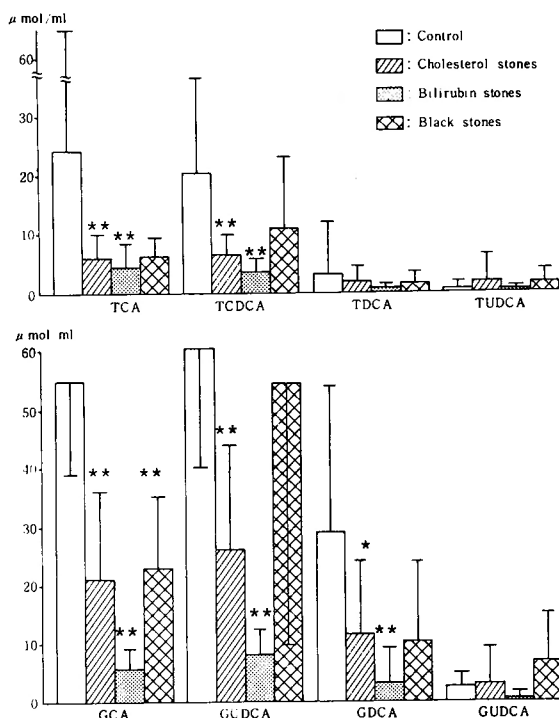 μ mol/ml
60
30
20
10
0
□ : Control
: Cholesterol stones
: Bilirubin stones
: Black stones
** ** ** **
TCA TCDCA TDCA TUDCA
μ mol ml
60
50
40
30
20
10
0
** ** ** ** ** * **
GCA GCDCA GDCA GUDCA